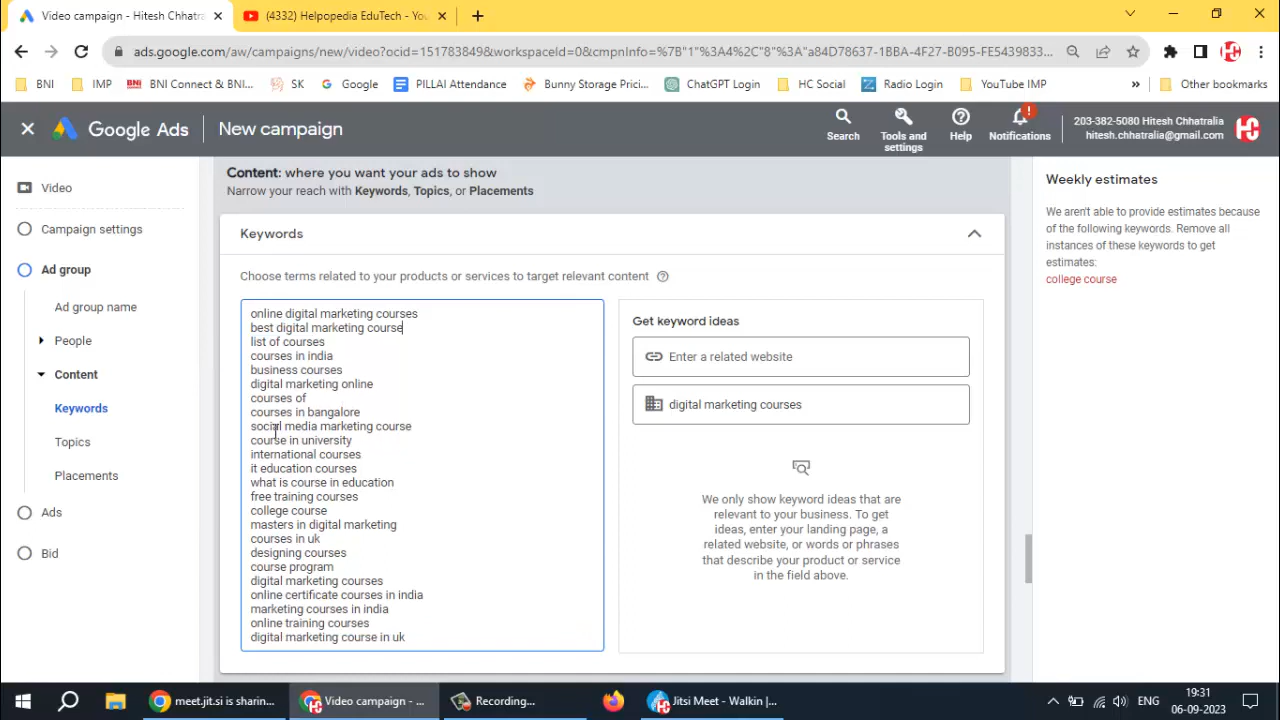 Video campaign - Hitesh Chhatra
(4332) Helpopedia EduTech - You
ads.google.com/aw/campaigns/new/video?ocid=151783849&workspaceId=0&cmpnInfo=%7B"1"%3A4%2C"8"%3A"a84D78637-1BBA-4F27-B095-FE5439833...
BNI
IMP
BNI Connect & BNI...
SK
Google
PILLAI Attendance
Bunny Storage Prici...
ChatGPT Login
HC Social
Radio Login
YouTube IMP
»
Other bookmarks
Google Ads
New campaign
Search
Tools and settings
Help
Notifications
203-382-5080 Hitesh Chhatralia
hitesh.chhatralia@gmail.com
Video
Campaign settings
Ad group
Ad group name
People
Content
Keywords
Topics
Placements
Ads
Bid
Content: where you want your ads to show
Narrow your reach with Keywords, Topics, or Placements
Keywords
Choose terms related to your products or services to target relevant content
online digital marketing courses
best digital marketing course
list of courses
courses in india
business courses
digital marketing online
courses of
courses in bangalore
social media marketing course
course in university
international courses
it education courses
what is course in education
free training courses
college course
masters in digital marketing
courses in uk
designing courses
course program
digital marketing courses
online certificate courses in india
marketing courses in india
online training courses
digital marketing course in uk
Get keyword ideas
Enter a related website
digital marketing courses
We only show keyword ideas that are
relevant to your business. To get
ideas, enter your landing page, a
related website, or words or phrases
that describe your product or service
in the field above.
Weekly estimates
We aren't able to provide estimates because
of the following keywords. Remove all
instances of these keywords to get
estimates:
college course
meet.jit.si is sharin...
Video campaign - ...
Recording...
Jitsi Meet - Walkin |...
ENG
19:31
06-09-2023